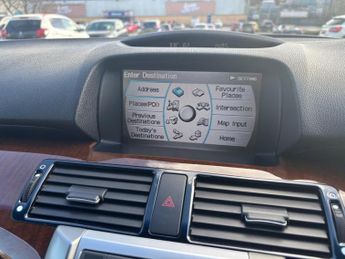 Enter Destination
SETTING
Address
Favourite Places
Places(POI)
Intersection
Previous Destinations
Map Input
Today's Destinations
Home